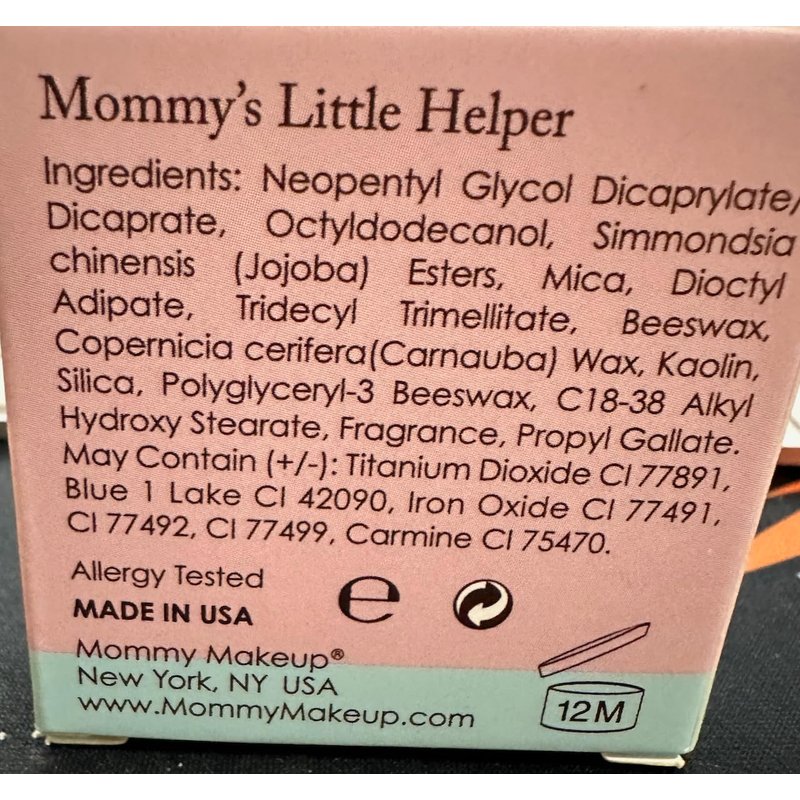 Mommy's Little Helper
Ingredients: Neopentyl Glycol Dicaprylate/
Dicaprate, Octyldodecanol, Simmondsia
chinensis (Jojoba) Esters, Mica, Dioctyl
Adipate, Tridecyl Trimellitate, Beeswax,
Copernicia cerifera(Carnauba) Wax, Kaolin,
Silica, Polyglyceryl-3 Beeswax, C18-38 Alkyl
Hydroxy Stearate, Fragrance, Propyl Gallate.
May Contain (+/-): Titanium Dioxide CI 77891,
Blue 1 Lake CI 42090, Iron Oxide CI 77491,
CI 77492, CI 77499, Carmine CI 75470.
Allergy Tested
MADE IN USA
e
Mommy Makeup®
New York, NY USA
www.MommyMakeup.com
12M